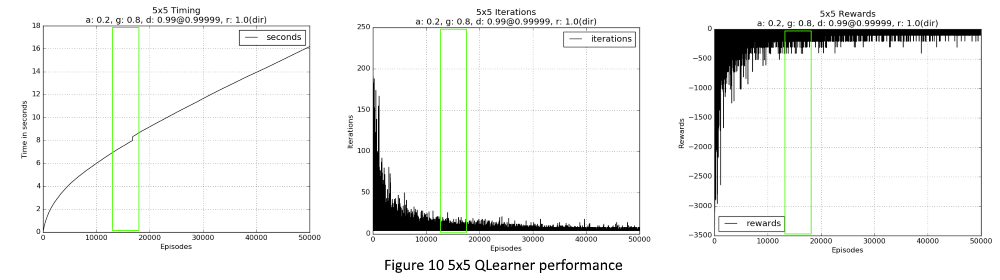 5x5 Timing
a: 0.2, g: 0.8, d: 0.99@0.99999, r: 1.0(dir)
18
16
14
12
10
8
6
4
2
0
Time in seconds
seconds
0 10000 20000 30000 40000 50000
Episodes
5x5 Iterations
a: 0.2, g: 0.8, d: 0.99@0.99999, r: 1.0(dir)
250
200
150
100
50
0
Iterations
iterations
0 10000 20000 30000 40000 50000
Episodes
5x5 Rewards
a: 0.2, g: 0.8, d: 0.99@0.99999, r: 1.0(dir)
0
−500
−1000
−1500
−2000
−2500
−3000
−3500
Rewards
rewards
0 10000 20000 30000 40000 50000
Episodes
Figure 10 5x5 QLearner performance